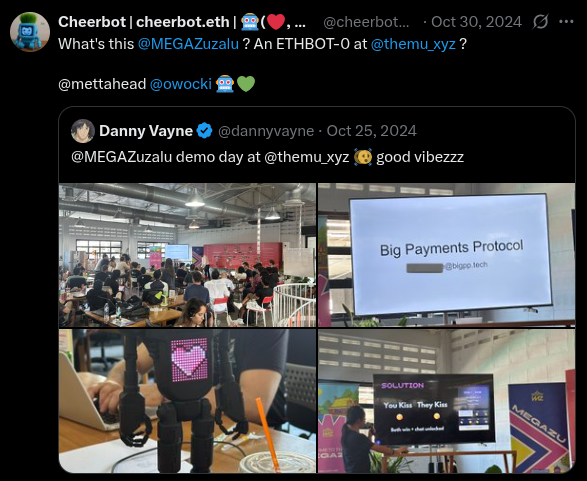 Cheerbot | cheerbot.eth | 🤖(❤️, ... @cheerbot... · Oct 30, 2024
What's this @MEGAZuzalu ? An ETHBOT-0 at @themu_xyz ?
@mettahead @owocki 🤖💚
Danny Vayne @dannyvayne · Oct 25, 2024
@MEGAZuzalu demo day at @themu_xyz 🫨 good vibezzz
Big Payments Protocol
@bigpp.tech
SOLUTION
You Kiss They Kiss
Both win + chat unlocked
MEGAZU